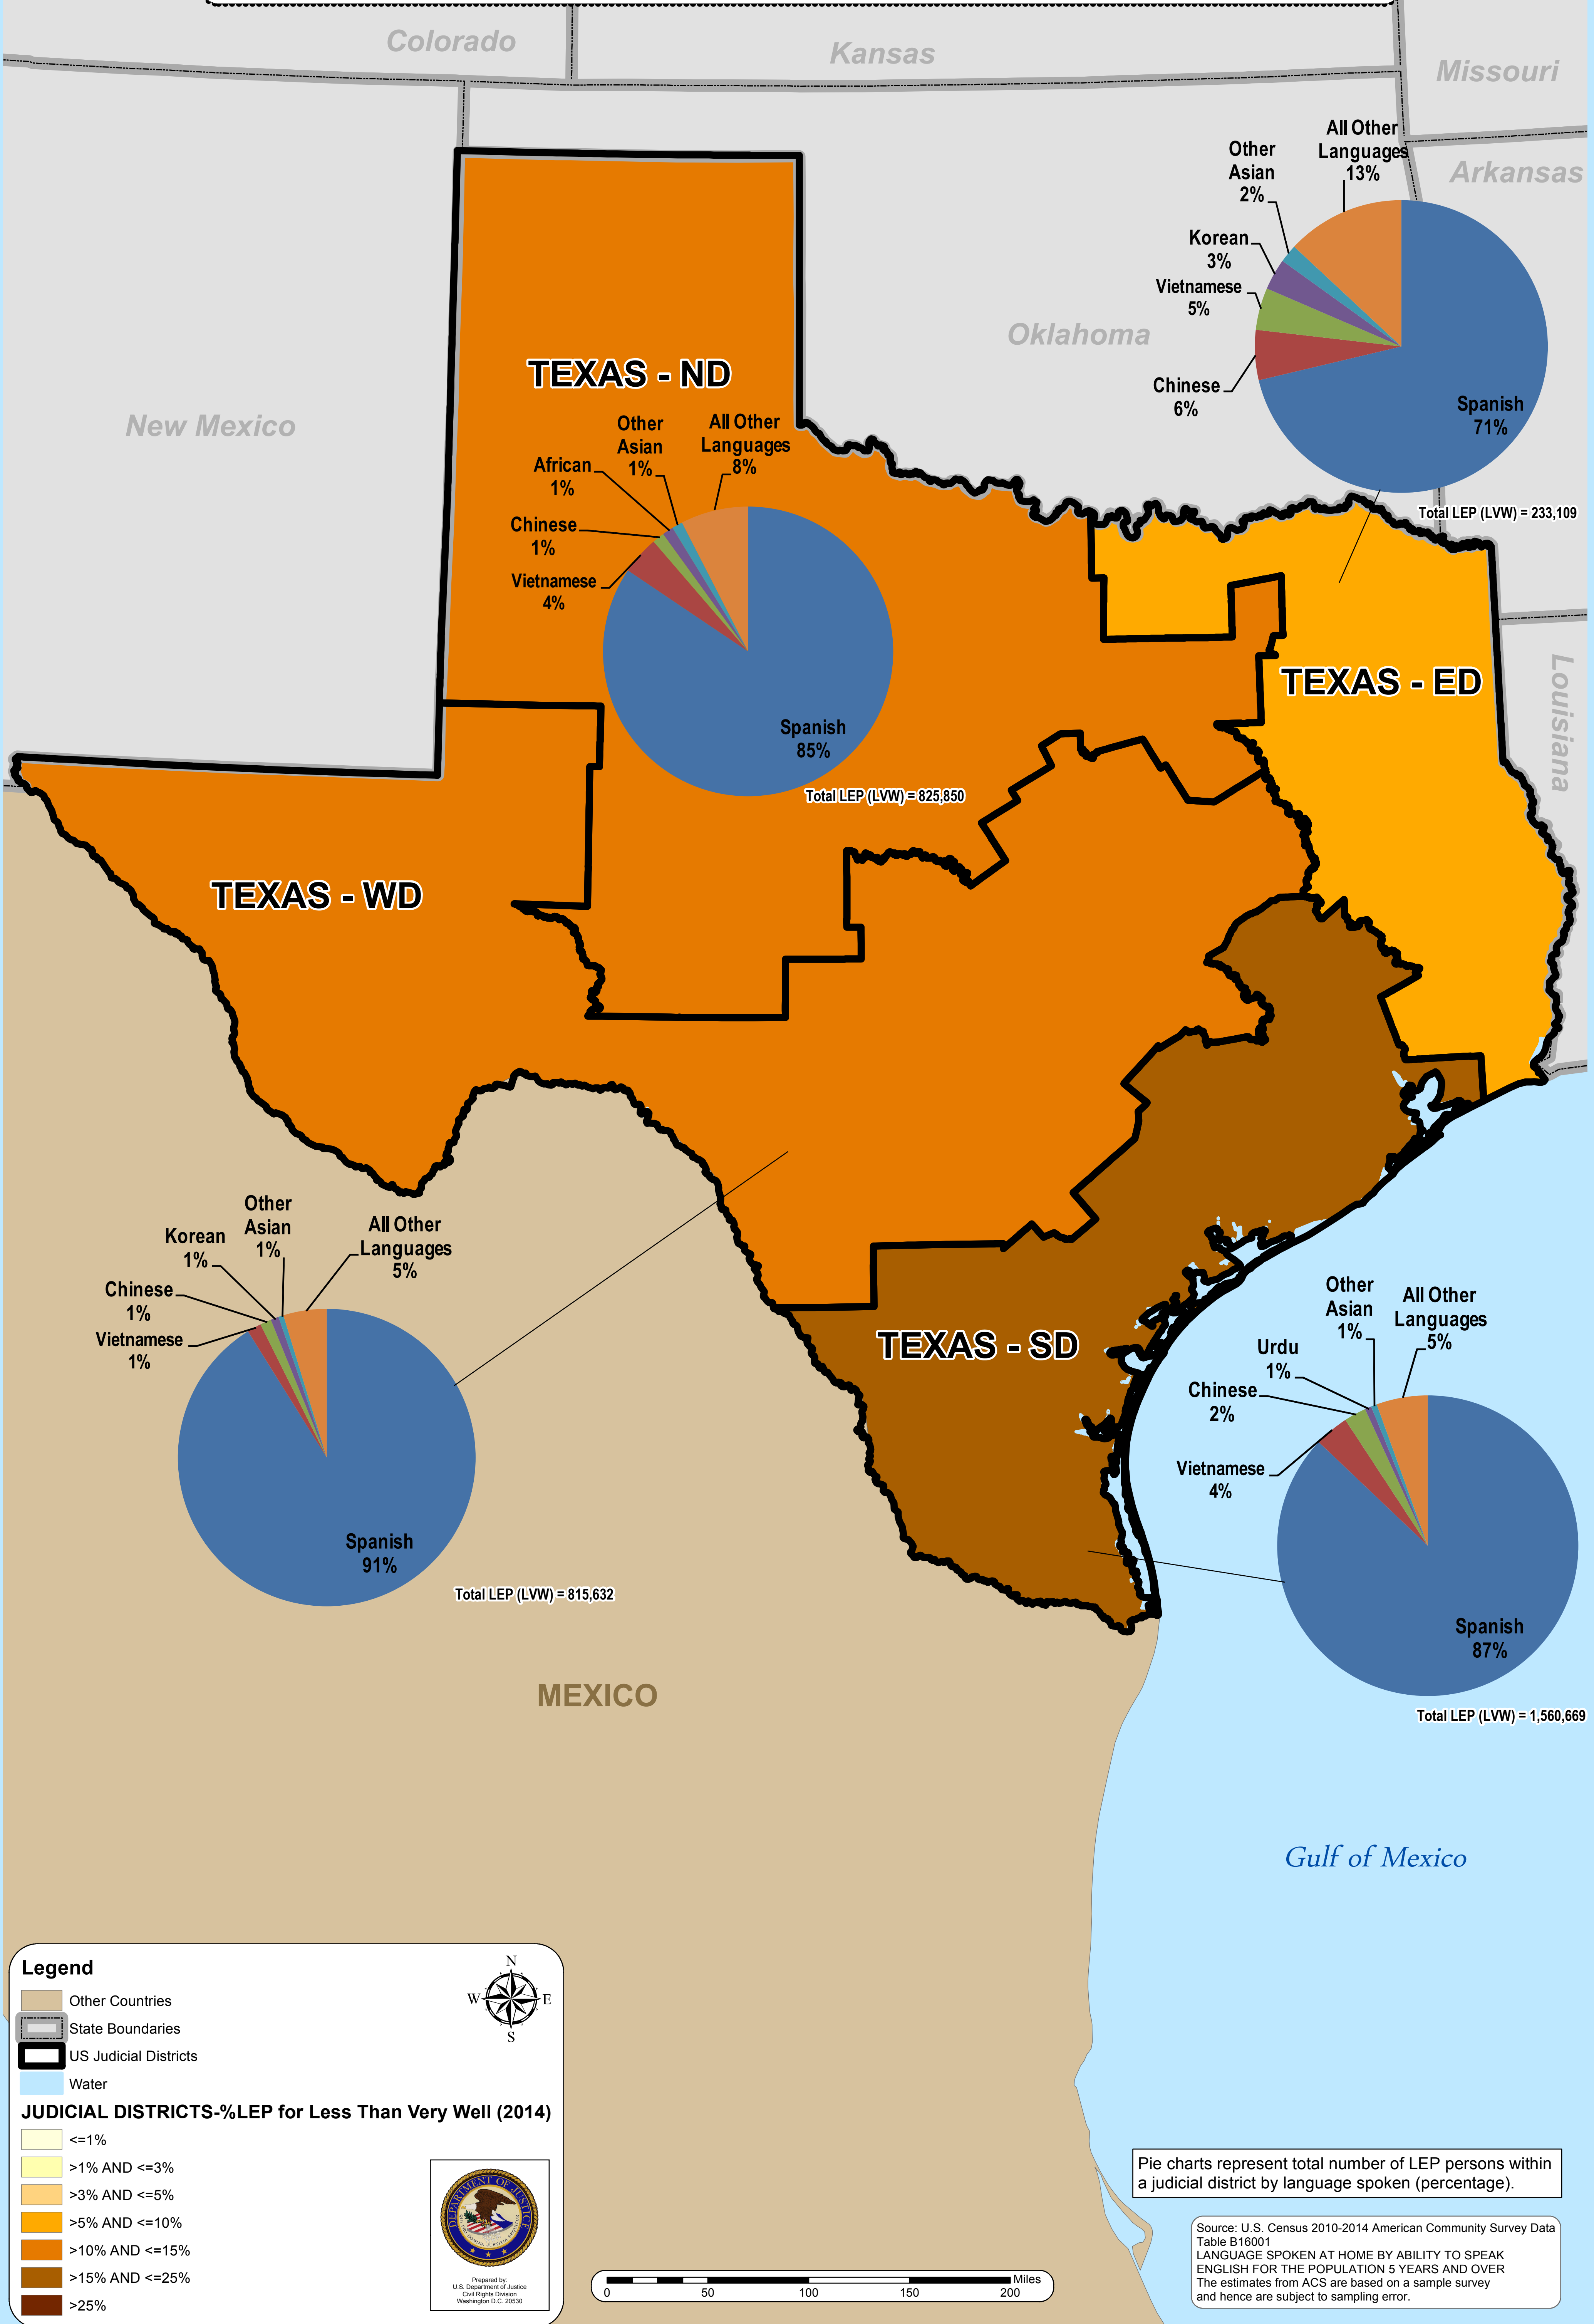 Colorado
Kansas
Missouri
Arkansas
Oklahoma
New Mexico
Louisiana
All Other
Languages
13%
Other
Asian
2%
Korean
3%
Vietnamese
5%
Chinese
6%
Spanish
71%
Total LEP (LVW) = 233,109
TEXAS - ND
Other
Asian
1%
All Other
Languages
8%
African
1%
Chinese
1%
Vietnamese
4%
Spanish
85%
Total LEP (LVW) = 825,850
TEXAS - ED
TEXAS - WD
Other
Asian
1%
Korean
1%
All Other
Languages
5%
Chinese
1%
Vietnamese
1%
Spanish
91%
Total LEP (LVW) = 815,632
TEXAS - SD
Other
Asian
1%
All Other
Languages
5%
Urdu
1%
Chinese
2%
Vietnamese
4%
Spanish
87%
Total LEP (LVW) = 1,560,669
MEXICO
Gulf of Mexico
Legend
N
W
E
S
Other Countries
State Boundaries
US Judicial Districts
Water
JUDICIAL DISTRICTS-%LEP for Less Than Very Well (2014)
<=1%
>1% AND <=3%
>3% AND <=5%
>5% AND <=10%
>10% AND <=15%
>15% AND <=25%
>25%
DEPARTMENT OF JUSTICE
Prepared by:
U.S. Department of Justice
Civil Rights Division
Washington D.C. 20530
Miles
0 50 100 150 200
Pie charts represent total number of LEP persons within
a judicial district by language spoken (percentage).
Source: U.S. Census 2010-2014 American Community Survey Data
Table B16001
LANGUAGE SPOKEN AT HOME BY ABILITY TO SPEAK
ENGLISH FOR THE POPULATION 5 YEARS AND OVER
The estimates from ACS are based on a sample survey
and hence are subject to sampling error.